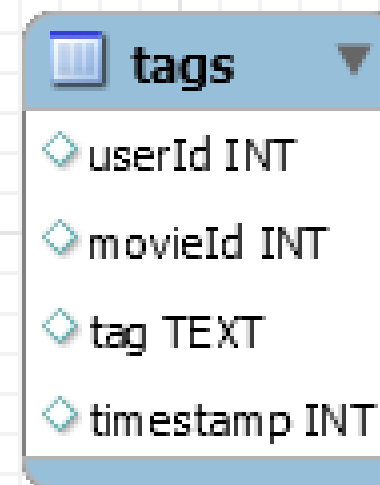 tags
userId INT
movieId INT
tag TEXT
timestamp INT